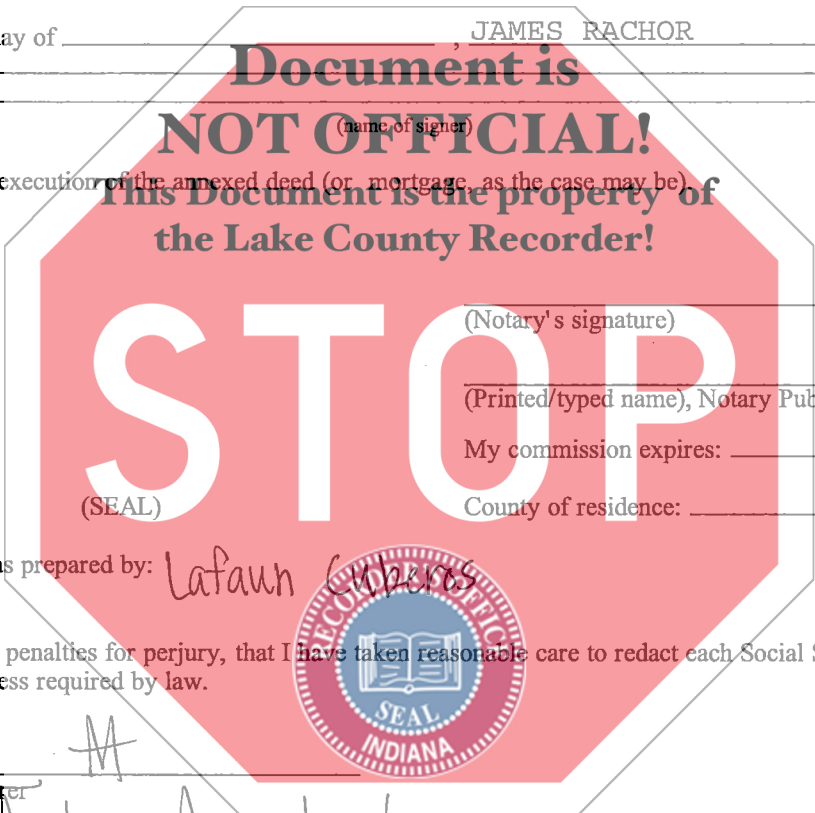 ay of , JAMES RACHOR
Document is
NOT OFFICIAL!
(name of signer)
execution of the annexed deed (or mortgage, as the case may be).
This Document is the property of
the Lake County Recorder!
STOP
(Notary's signature)
(Printed/typed name), Notary Pub
My commission expires:
(SEAL) County of residence:
s prepared by: Lafaun Cuberos
RECORDERS OFFICE
penalties for perjury, that I have taken reasonable care to redact each Social S
ess required by law.
SEAL
INDIANA
er